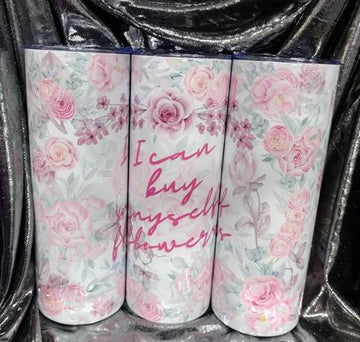 I can
buy
myself
flowers